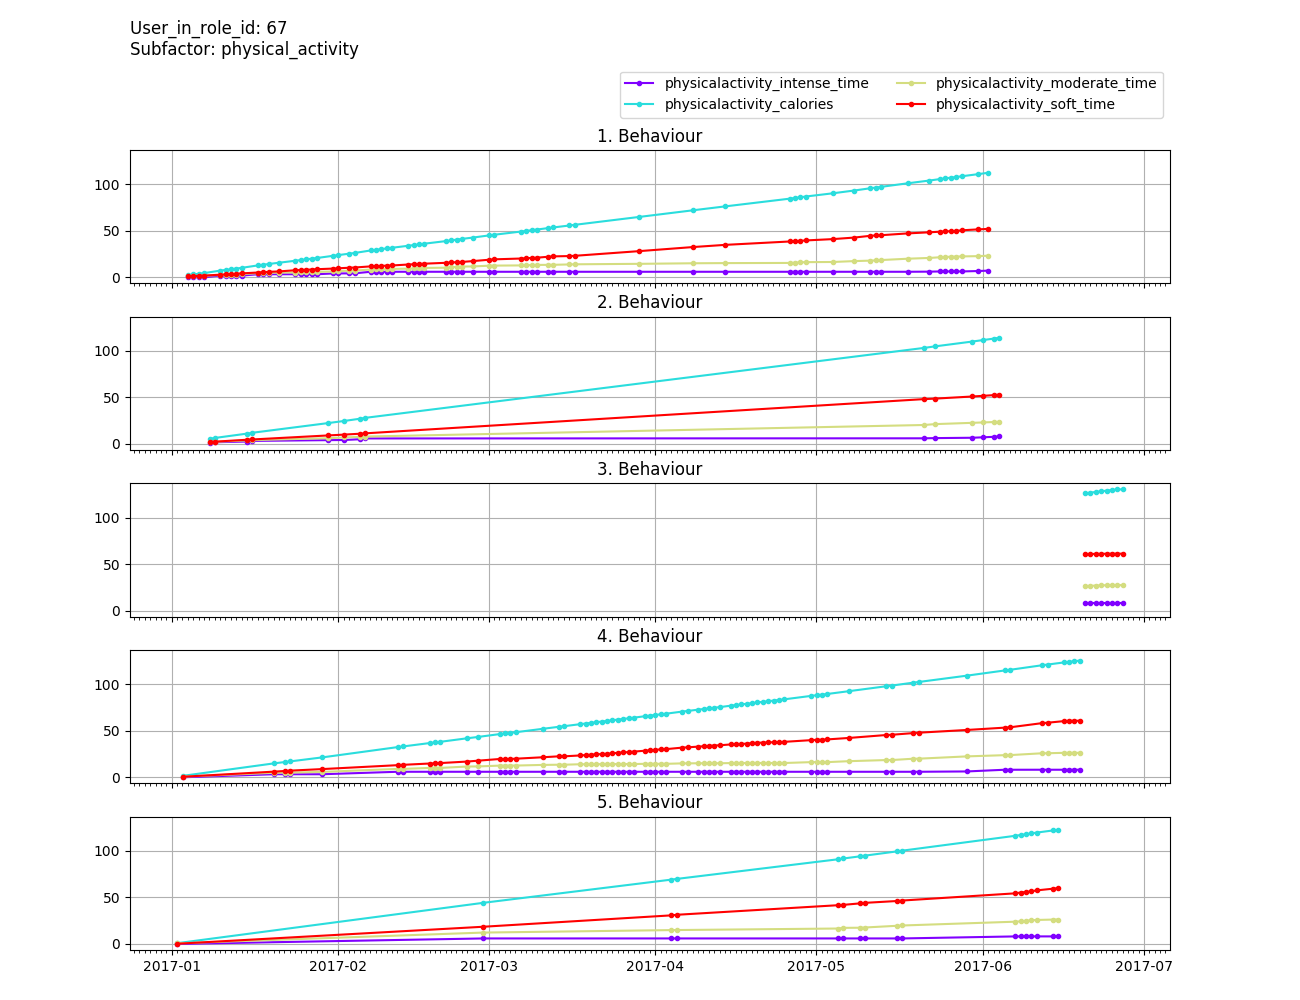 User_in_role_id: 67
Subfactor: physical_activity
physicalactivity_intense_time
physicalactivity_calories
physicalactivity_moderate_time
physicalactivity_soft_time
1. Behaviour
100
50
0
2. Behaviour
100
50
0
3. Behaviour
100
50
0
4. Behaviour
100
50
0
5. Behaviour
100
50
0
2017-01 2017-02 2017-03 2017-04 2017-05 2017-06 2017-07